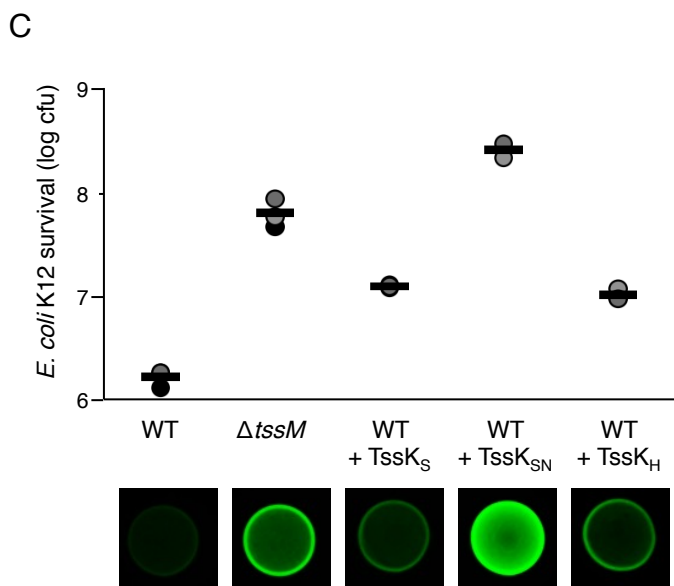 C
E. coli K12 survival (log cfu)
9
8
7
6
WT
ΔtssM
WT
+ TssKS
WT
+ TssKSN
WT
+ TssKH